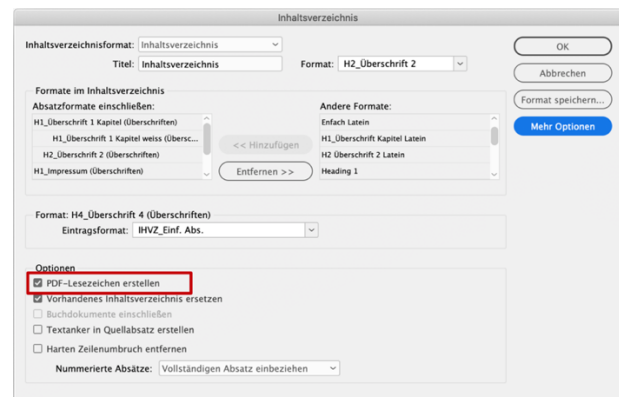 Inhaltsverzeichnis
Inhaltsverzeichnisformat: Inhaltsverzeichnis
Titel: Inhaltsverzeichnis Format: H2_Überschrift 2
OK
Abbrechen
Format speichern...
Mehr Optionen
Formate im Inhaltsverzeichnis
Absatzformate einschließen: Andere Formate:
H1_Überschrift 1 Kapitel (Überschriften)
H1_Überschrift 1 Kapitel weiss (Übersc...
H2_Überschrift 2 (Überschriften)
H1_Impressum (Überschriften)
<< Hinzufügen
Entfernen >>
Enfach Latein
H1_Überschrift Kapitel Latein
H2 Überschrift 2 Latein
Heading 1
Format: H4_Überschrift 4 (Überschriften)
Eintragsformat: IHVZ_Einf. Abs.
Optionen
PDF-Lesezeichen erstellen
Vorhandenes Inhaltsverzeichnis ersetzen
Buchdokumente einschließen
Textanker in Quellabsatz erstellen
Harten Zeilenumbruch entfernen
Nummerierte Absätze: Vollständigen Absatz einbeziehen